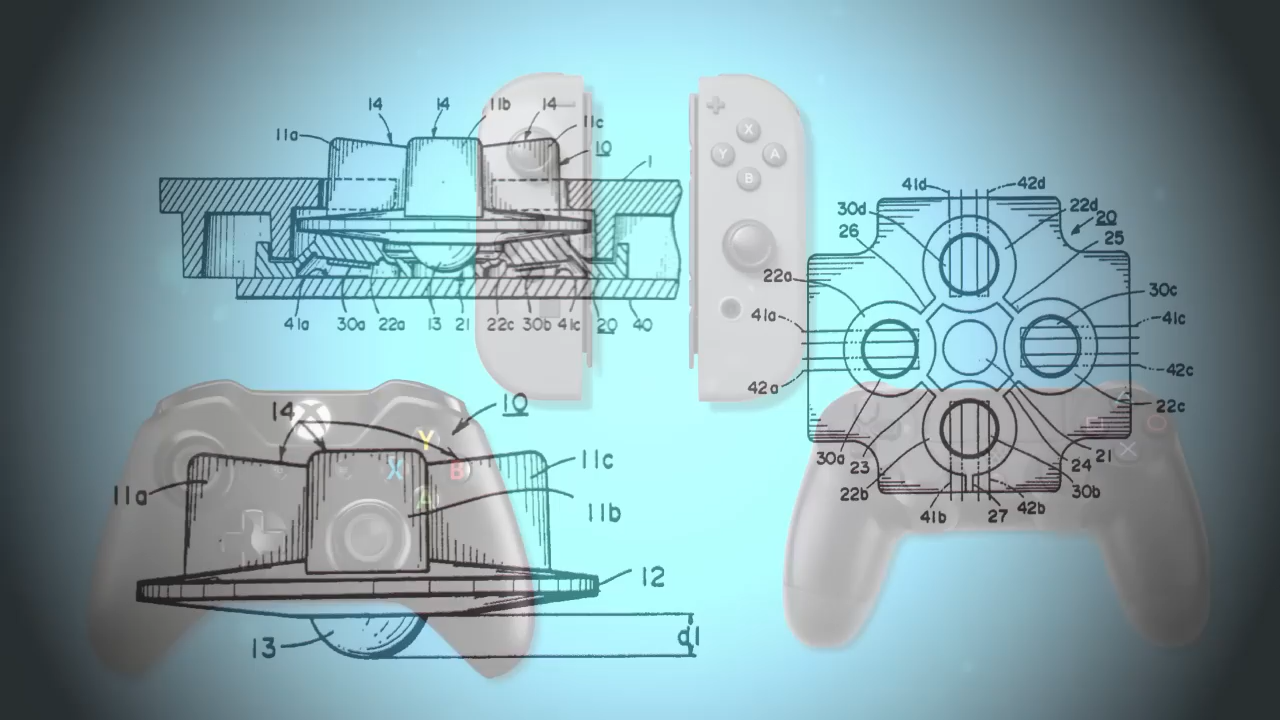 14 14 11b 14
11a 11c
10
1
41a 30a 22a 13 21 22c 30b 41c 20 40
X
Y A
B
41d 42d
30d 22d
26 20
25
22a 30c
41a 41c
42a 42c
22c
30a 23 24 21
22b 30b
41b 27 42b
14 10
Y
11c
X B
11a A
11b
12
13 d1